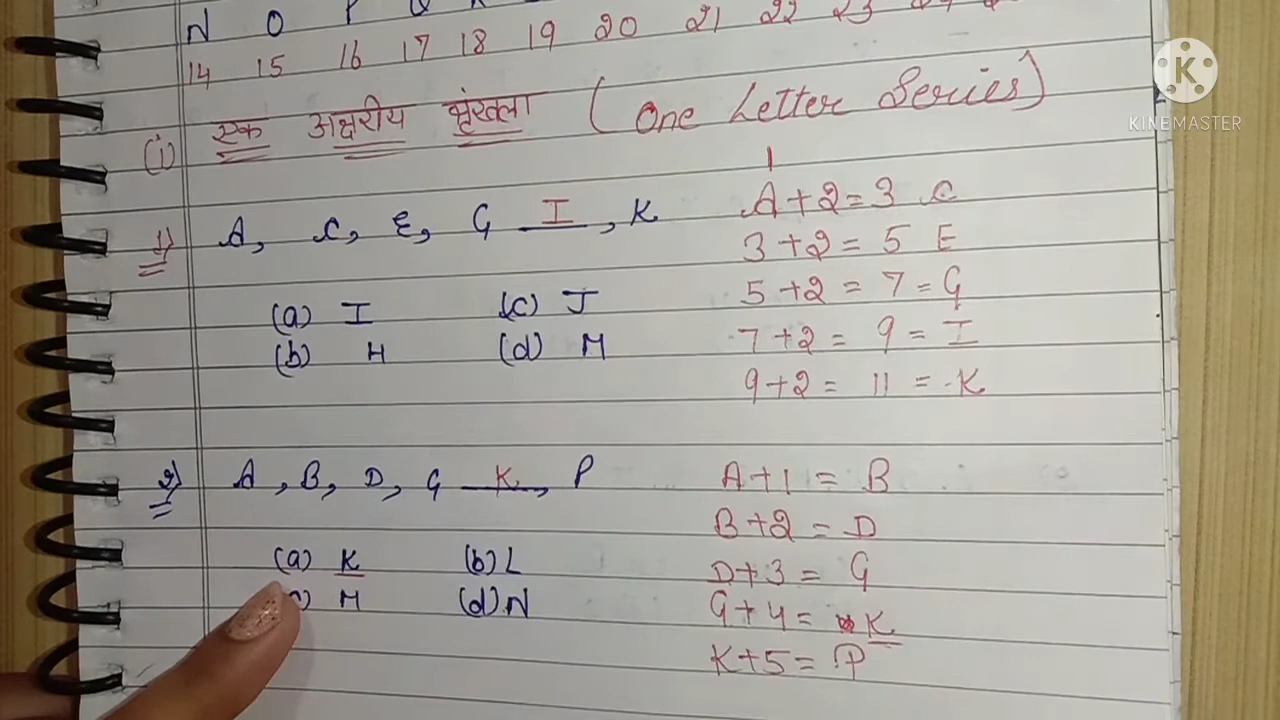 N O P Q
14 15 16 17 18 19 20 21 22 23
(i) एक अक्षरीय श्रृंखला (One Letter Series)
1
1) A, C, E, G I, K A+2=3 C
3+2= 5 E
(a) I (c) J 5+2 = 7 = G
(b) H (d) M 7+2 = 9 = I
9+2 = 11 = K
2) A, B, D, G K, P A+1 = B
B+2 = D
(a) K (b) L D+3 = G
M (d) N G+4 = K
K+5 = P
K
KINEMASTER